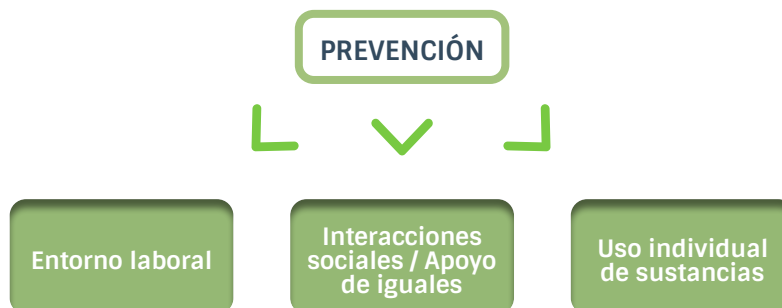 PREVENCIÓN
Entorno laboral
Interacciones
sociales / Apoyo
de iguales
Uso individual
de sustancias